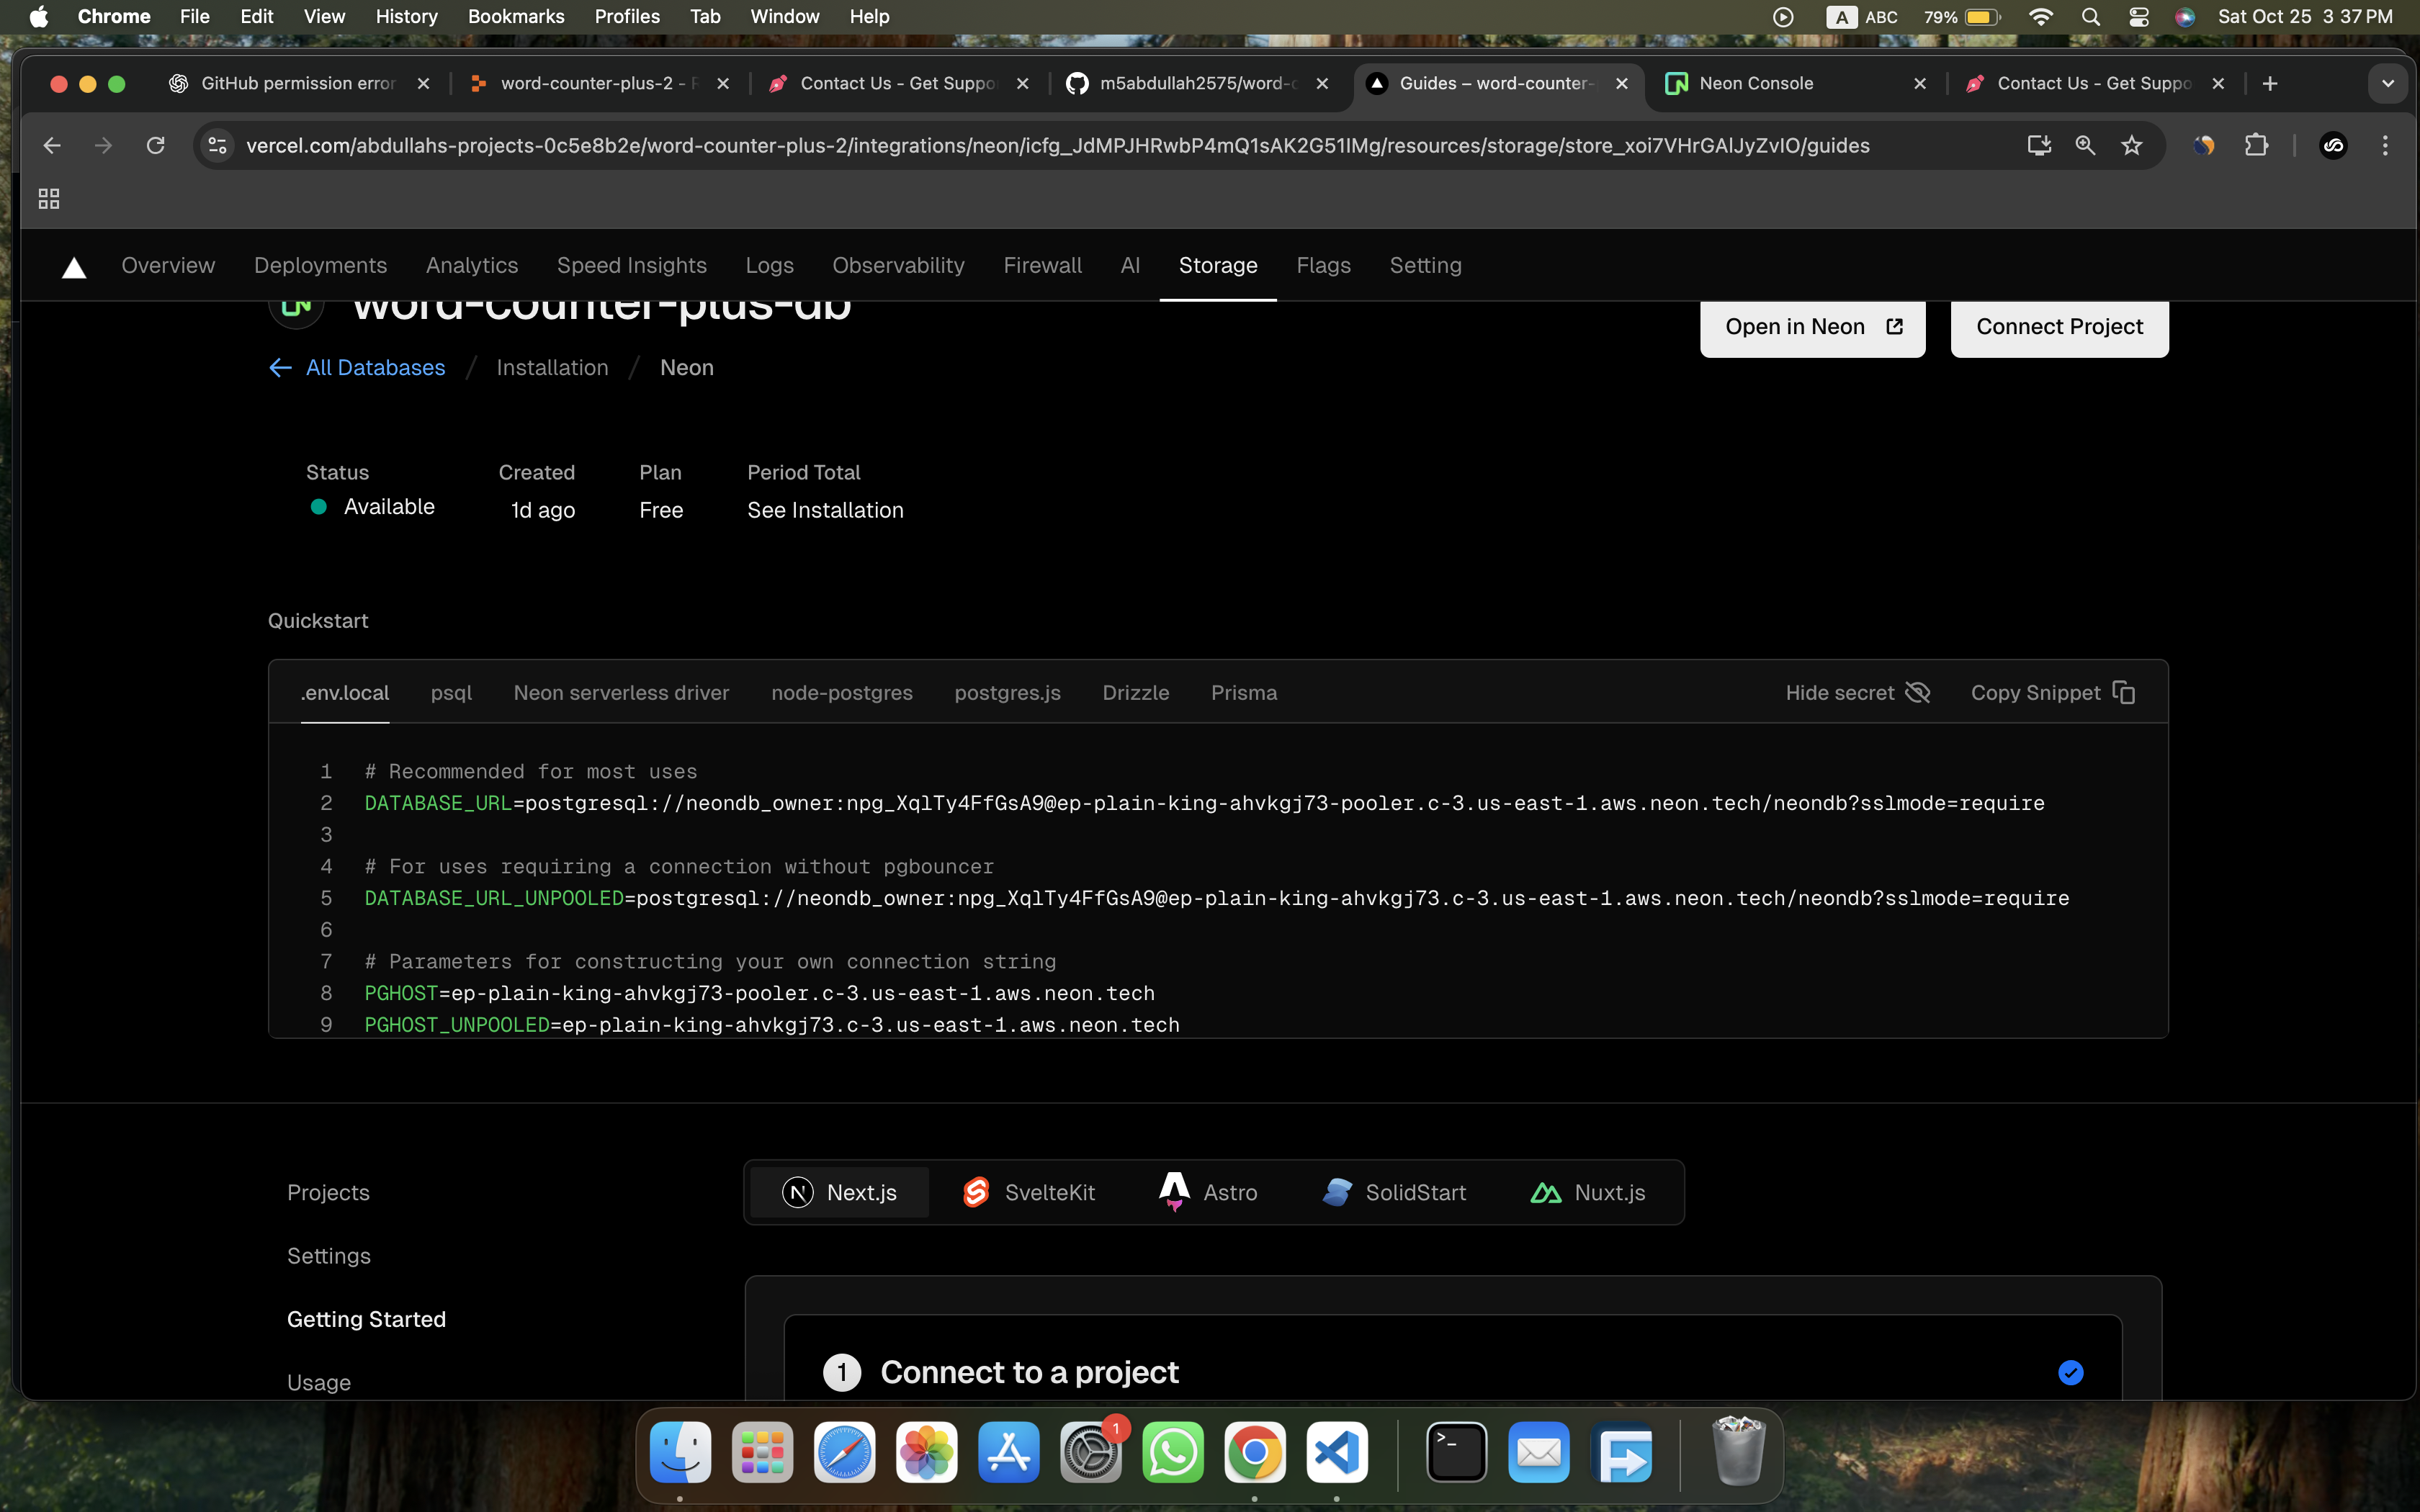 Chrome File Edit View History Bookmarks Profiles Tab Window Help A ABC 79% Sat Oct 25 3 37 PM
GitHub permission error word-counter-plus-2 - Contact Us - Get Suppo m5abdullah2575/word-c Guides – word-counter- Neon Console Contact Us - Get Suppo
vercel.com/abdullahs-projects-0c5e8b2e/word-counter-plus-2/integrations/neon/icfg_JdMPJHRwbP4mQ1sAK2G51IMg/resources/storage/store_xoi7VHrGAlJyZvIO/guides
Overview Deployments Analytics Speed Insights Logs Observability Firewall AI Storage Flags Setting
word-counter-plus-db
Open in Neon Connect Project
All Databases / Installation / Neon
Status Created Plan Period Total
Available 1d ago Free See Installation
Quickstart
.env.local psql Neon serverless driver node-postgres postgres.js Drizzle Prisma Hide secret Copy Snippet
1 # Recommended for most uses
2 DATABASE_URL=postgresql://neondb_owner:npg_XqlTy4FfGsA9@ep-plain-king-ahvkgj73-pooler.c-3.us-east-1.aws.neon.tech/neondb?sslmode=require
3
4 # For uses requiring a connection without pgbouncer
5 DATABASE_URL_UNPOOLED=postgresql://neondb_owner:npg_XqlTy4FfGsA9@ep-plain-king-ahvkgj73.c-3.us-east-1.aws.neon.tech/neondb?sslmode=require
6
7 # Parameters for constructing your own connection string
8 PGHOST=ep-plain-king-ahvkgj73-pooler.c-3.us-east-1.aws.neon.tech
9 PGHOST_UNPOOLED=ep-plain-king-ahvkgj73.c-3.us-east-1.aws.neon.tech
Projects
Next.js SvelteKit Astro SolidStart Nuxt.js
Settings
Getting Started
Usage
1 Connect to a project
1